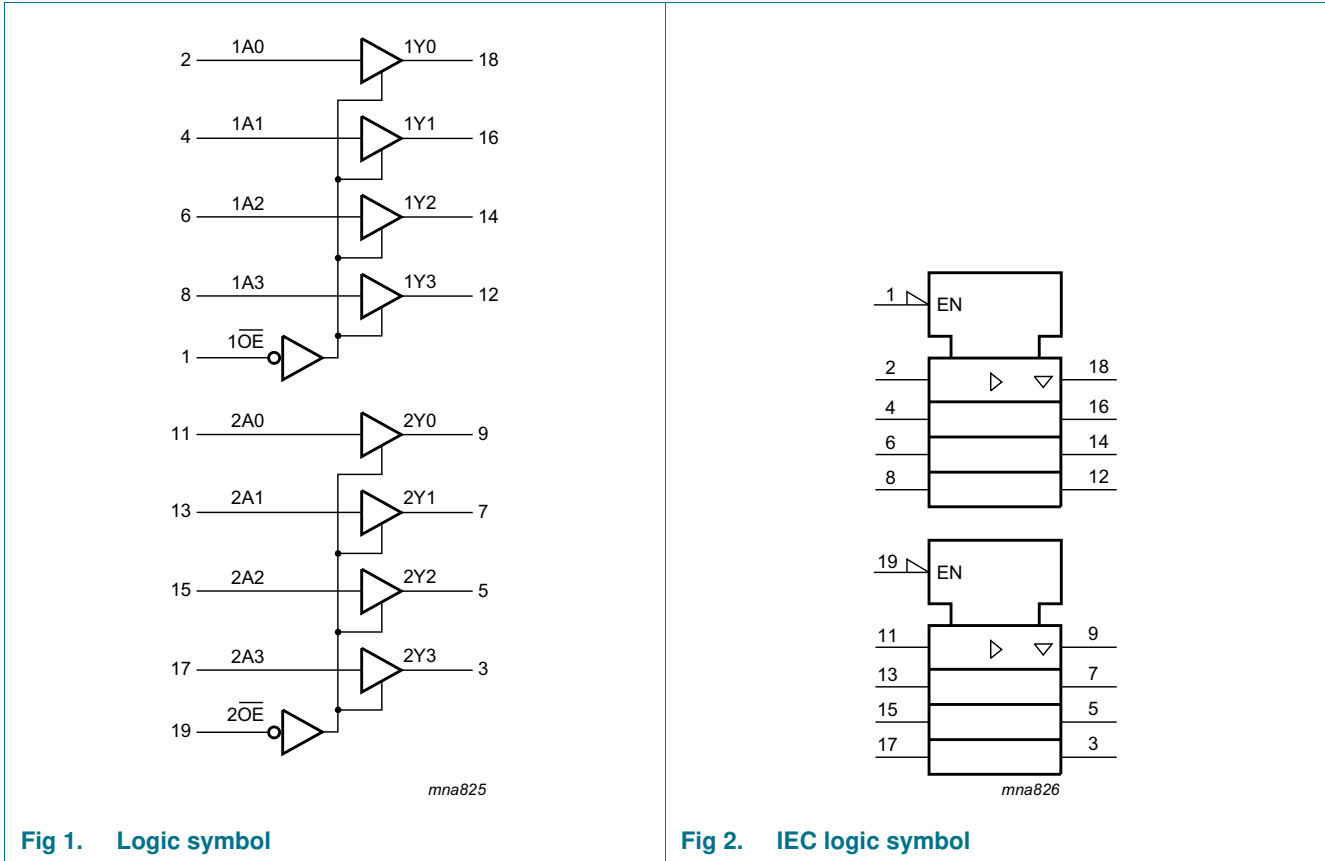 2 1A0 1Y0 18
4 1A1 1Y1 16
6 1A2 1Y2 14
8 1A3 1Y3 12
1 1O̅E̅
11 2A0 2Y0 9
13 2A1 2Y1 7
15 2A2 2Y2 5
17 2A3 2Y3 3
19 2O̅E̅
mna825
Fig 1. Logic symbol
1 EN
2 18
4 16
6 14
8 12
19 EN
11 9
13 7
15 5
17 3
mna826
Fig 2. IEC logic symbol